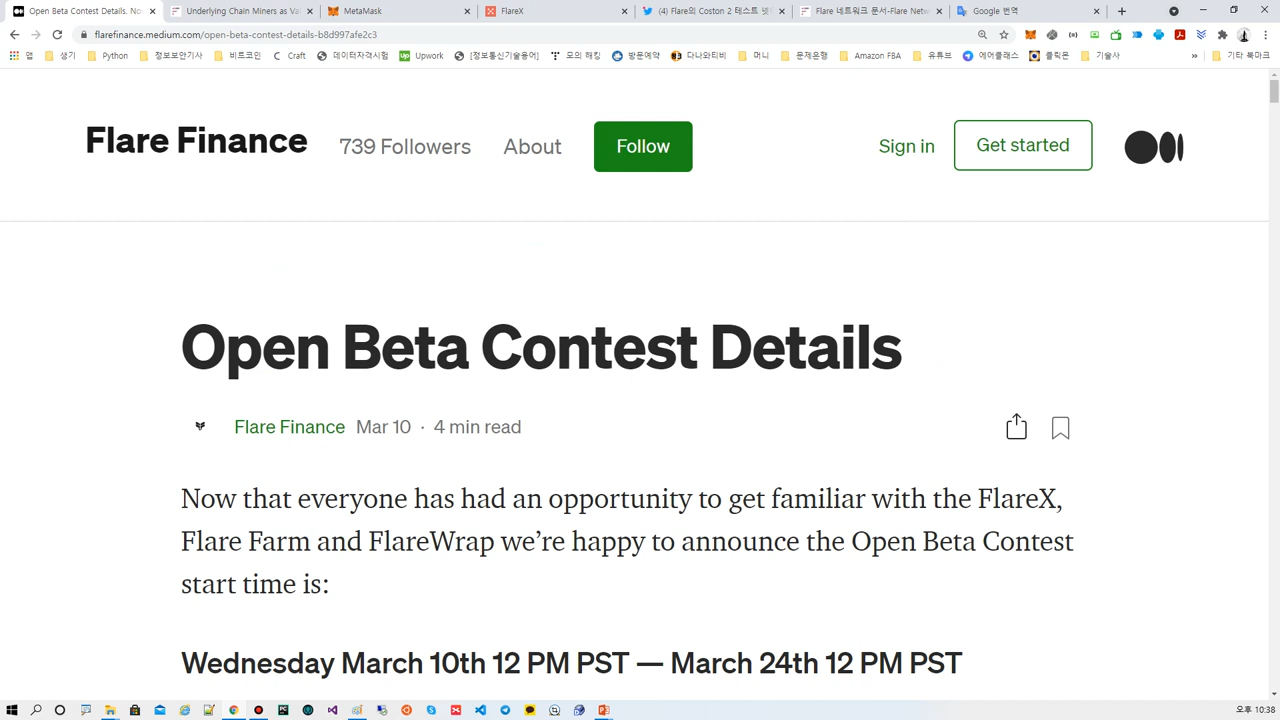 Open Beta Contest Details. No
Underlying Chain Miners as Va
MetaMask
FlareX
(4) Flare의 Coston 2 테스트 넷
Flare 네트워크 문서-Flare Netw
Google 번역
flarefinance.medium.com/open-beta-contest-details-b8d997afe2c3
앱
생기
Python
정보보안기사
비트코인
Craft
데이터자격시험
Upwork
[정보통신기술용어]
모의 해킹
방문예약
다나와티비
머니
문제은행
Amazon FBA
유튜브
에어클래스
클릭몬
기술사
»
기타 북마크
Flare Finance
739 Followers
About
Follow
Sign in
Get started
Open Beta Contest Details
Flare Finance Mar 10 · 4 min read
Now that everyone has had an opportunity to get familiar with the FlareX,
Flare Farm and FlareWrap we’re happy to announce the Open Beta Contest
start time is:
Wednesday March 10th 12 PM PST — March 24th 12 PM PST
오후 10:38